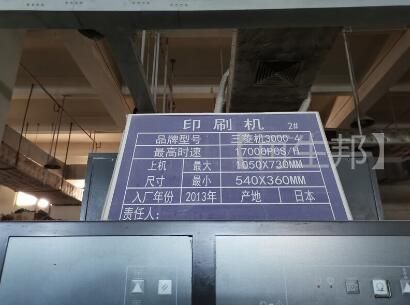 印刷机 2#
品牌型号 三菱机3000-4
最高时速 17000PCS/H
上机 最大 1050X730MM
尺寸 最小 540X360MM
入厂年份 2013年 产地 日本
责任人: